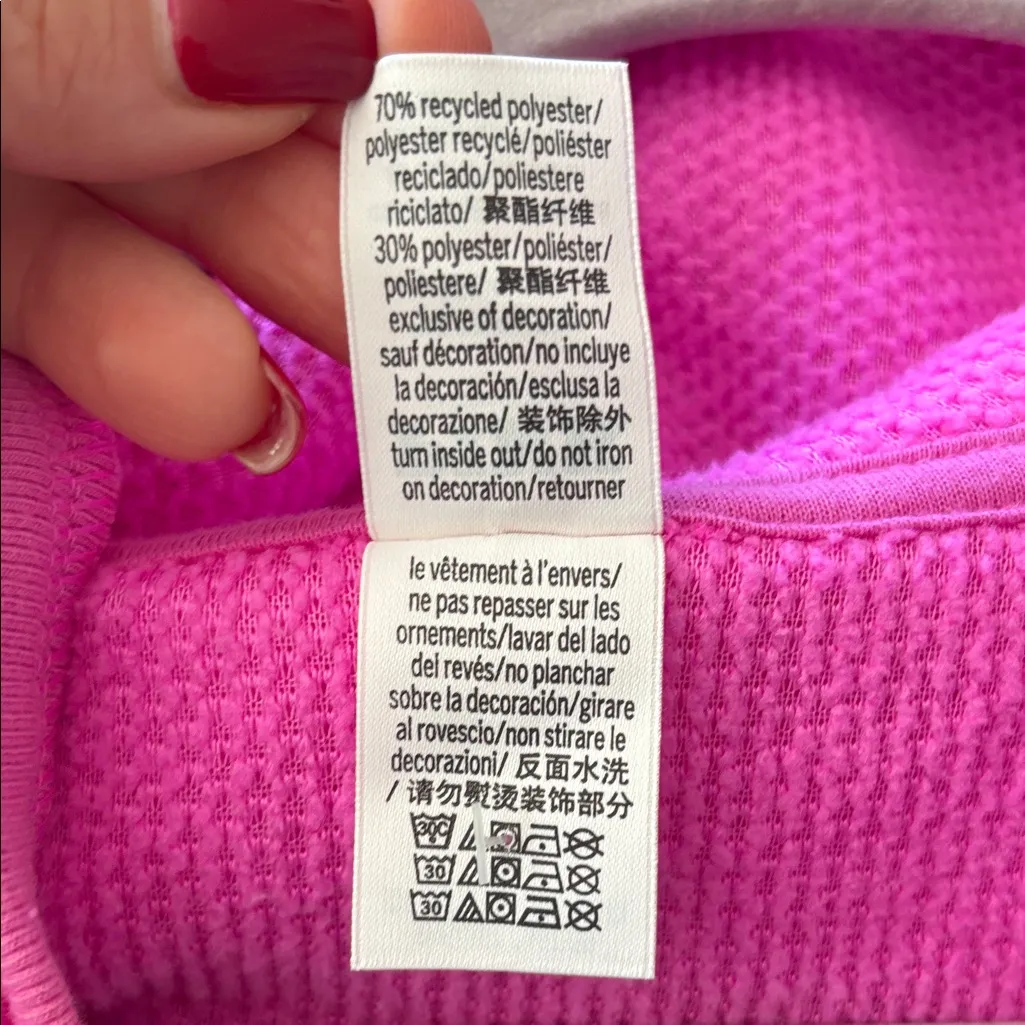 70% recycled polyester/
polyester recyclé/poliéster
reciclado/poliestere
riciclato/ 聚酯纤维
30% polyester/poliéster/
poliestere/ 聚酯纤维
exclusive of decoration/
sauf décoration/no incluye
la decoración/esclusa la
decorazione/ 装饰除外
turn inside out/do not iron
on decoration/retourner
le vêtement à l'envers/
ne pas repasser sur les
ornements/lavar del lado
del revés/no planchar
sobre la decoración/girare
al rovescio/non stirare le
decorazioni/ 反面水洗
/ 请勿熨烫装饰部分
30C
30
30